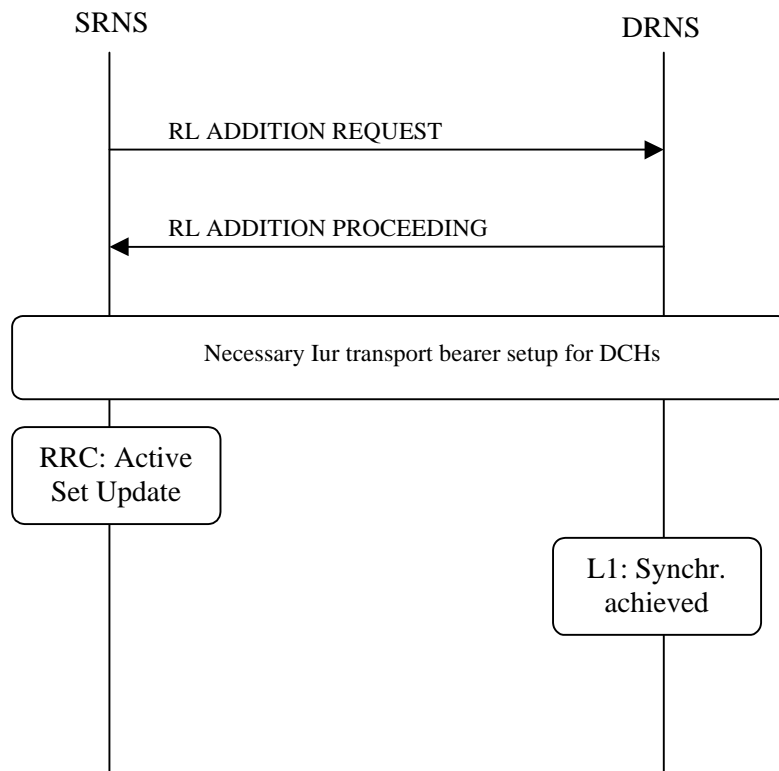 SRNS
DRNS
RL ADDITION REQUEST
RL ADDITION PROCEEDING
Necessary Iur transport bearer setup for DCHs
RRC: Active
Set Update
L1: Synchr.
achieved